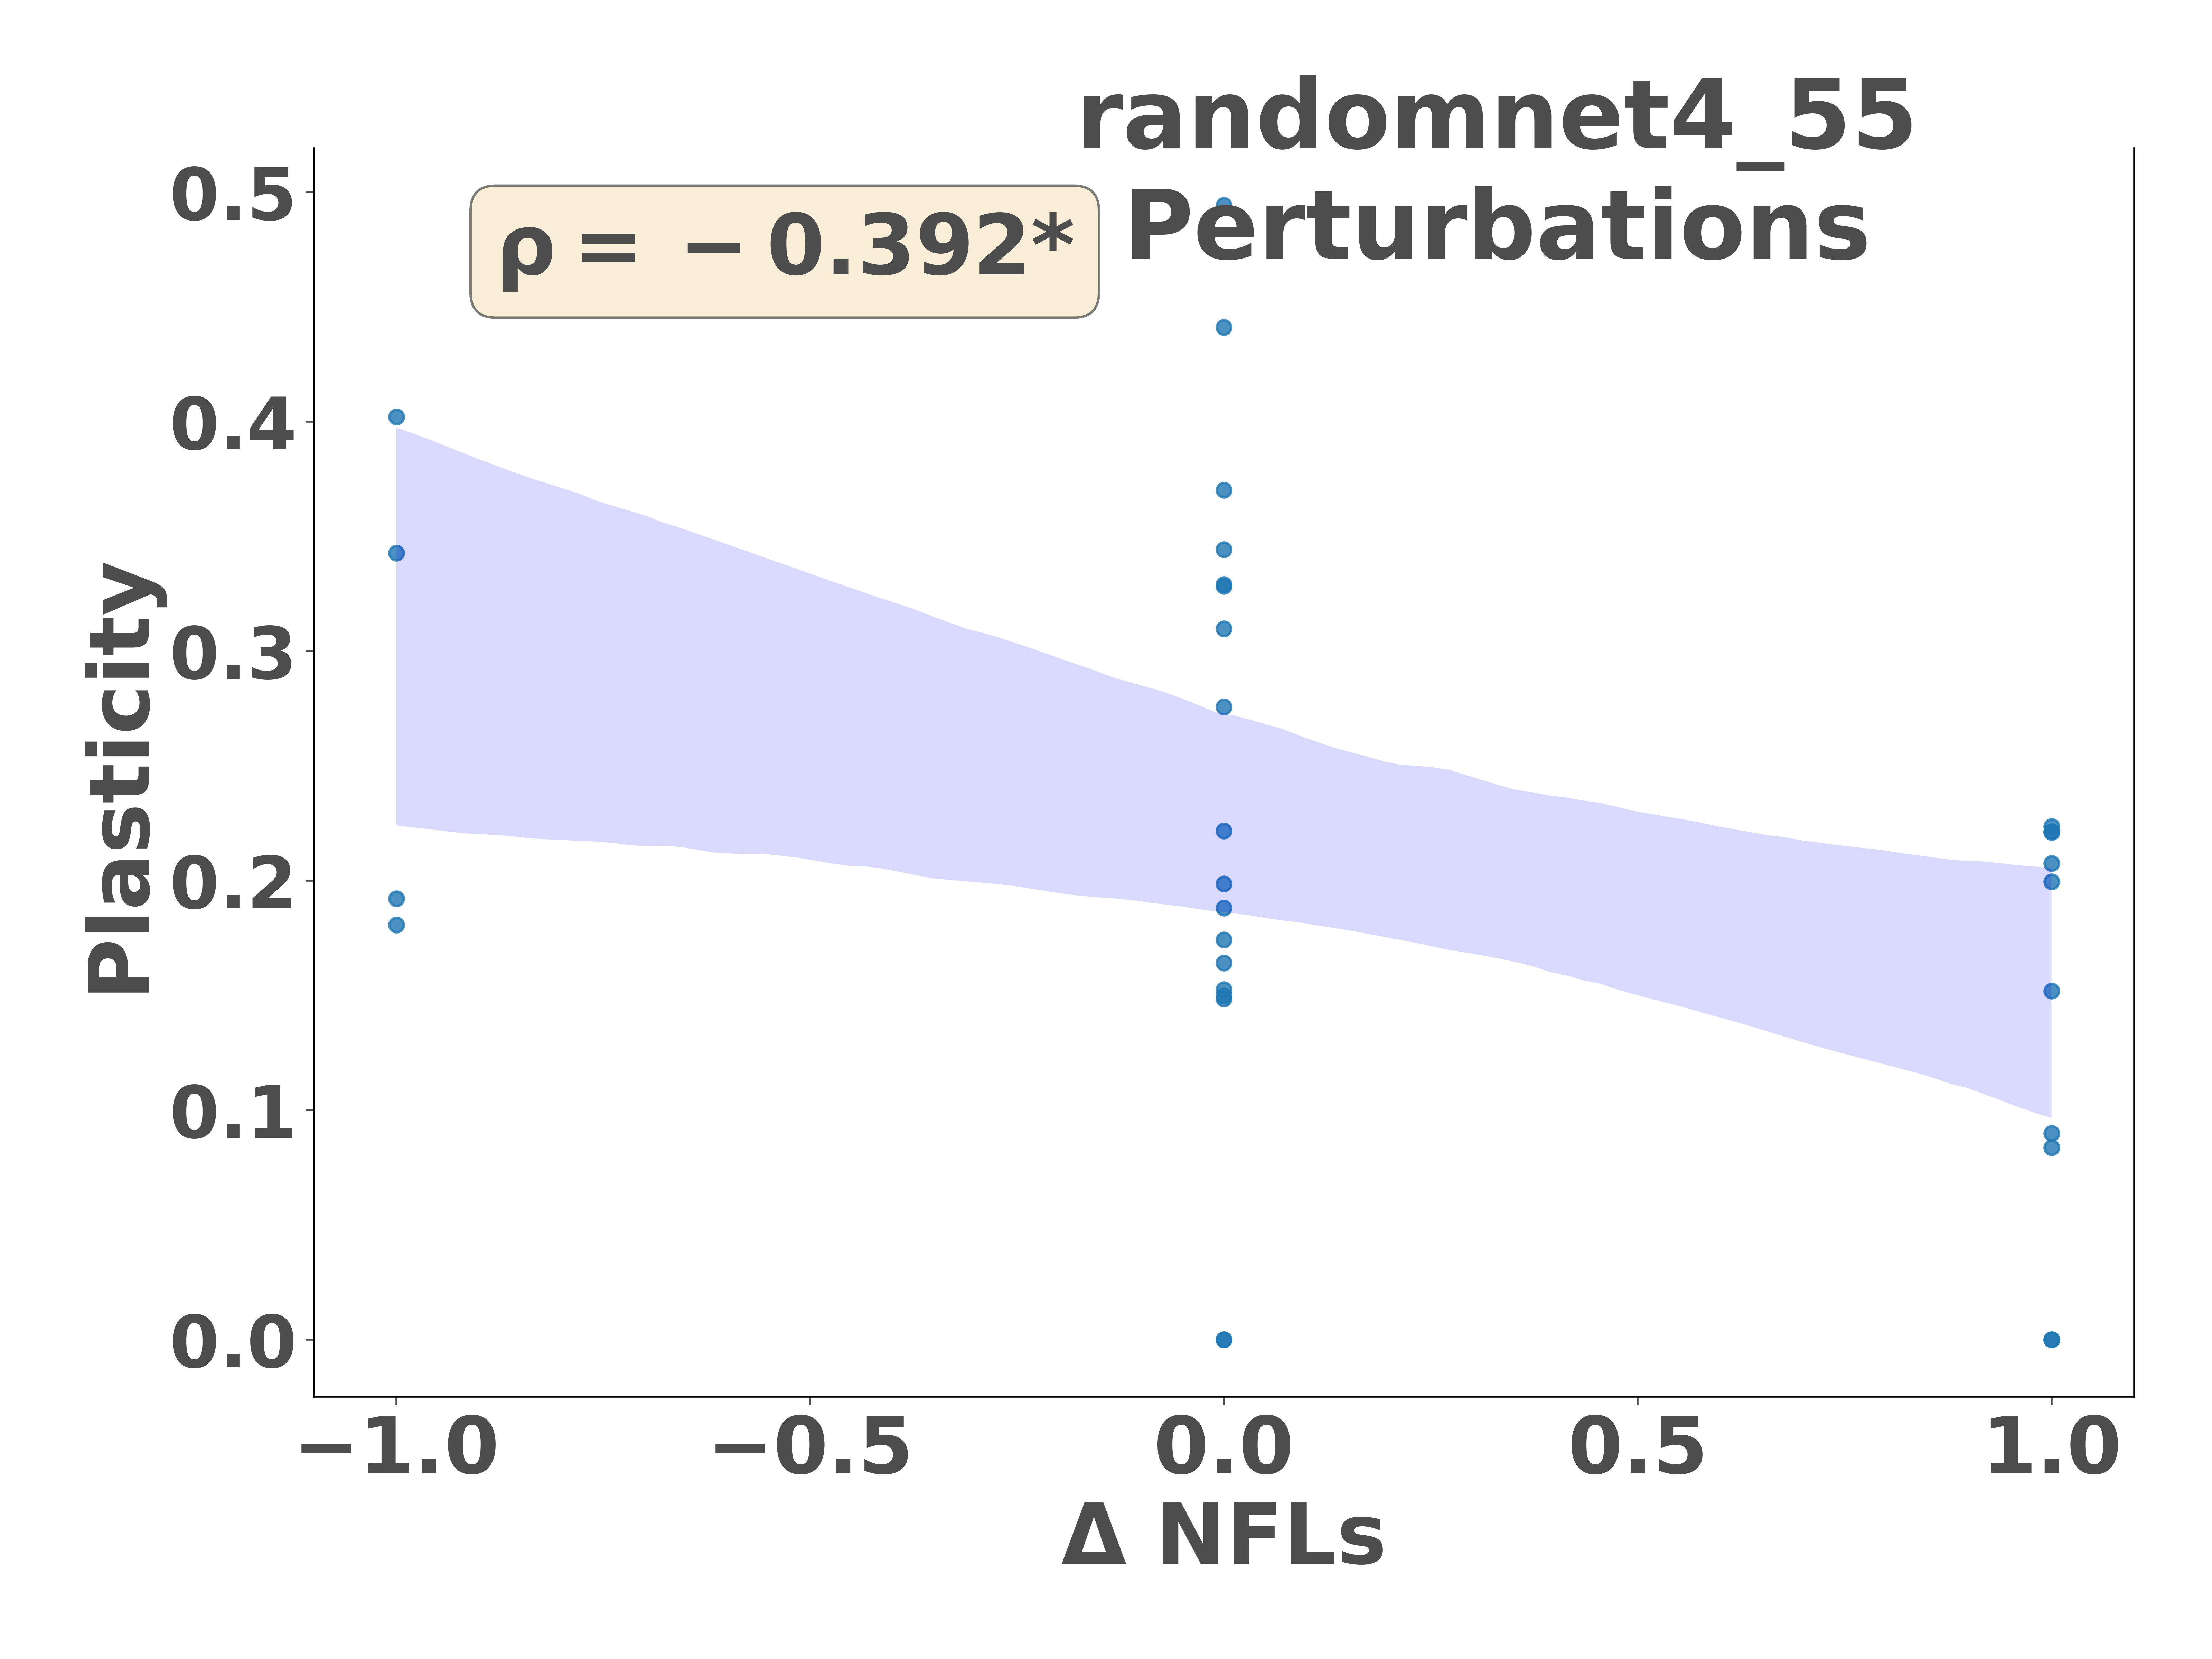 randomnet4_55
Perturbations
ρ = − 0.392*
Plasticity
0.5
0.4
0.3
0.2
0.1
0.0
−1.0 −0.5 0.0 0.5 1.0
Δ NFLs